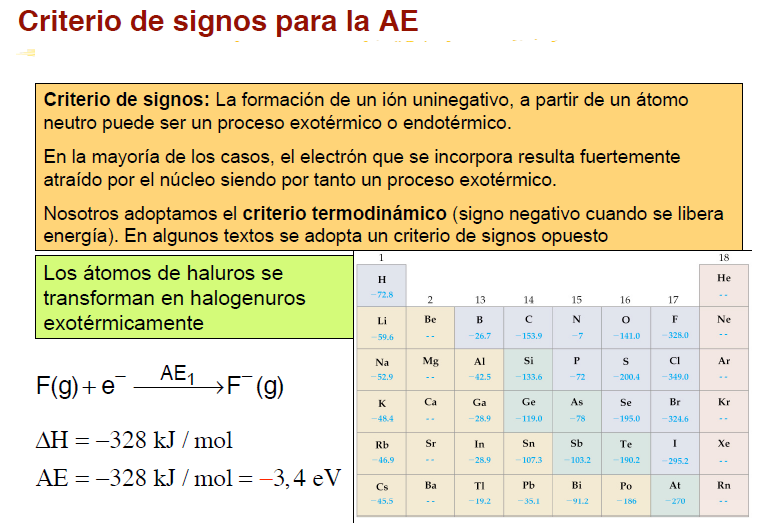 Criterio de signos para la AE
Criterio de signos: La formación de un ión uninegativo, a partir de un átomo
neutro puede ser un proceso exotérmico o endotérmico.
En la mayoría de los casos, el electrón que se incorpora resulta fuertemente
atraído por el núcleo siendo por tanto un proceso exotérmico.
Nosotros adoptamos el criterio termodinámico (signo negativo cuando se libera
energía). En algunos textos se adopta un criterio de signos opuesto
Los átomos de haluros se
transforman en halogenuros
exotérmicamente
F(g) + e⁻ —AE₁→ F⁻ (g)
ΔH = −328 kJ / mol
AE = −328 kJ / mol = −3,4 eV
1 18
H He
−72.8 --
2 13 14 15 16 17
Li Be B C N O F Ne
−59.6 -- −26.7 −153.9 −7 −141.0 −328.0 --
Na Mg Al Si P S Cl Ar
−52.9 -- −42.5 −133.6 −72 −200.4 −349.0 --
K Ca Ga Ge As Se Br Kr
−48.4 -- −28.9 −119.0 −78 −195.0 −324.6 --
Rb Sr In Sn Sb Te I Xe
−46.9 -- −28.9 −107.3 −103.2 −190.2 −295.2 --
Cs Ba Tl Pb Bi Po At Rn
−45.5 -- −19.2 −35.1 −91.2 −186 −270 --